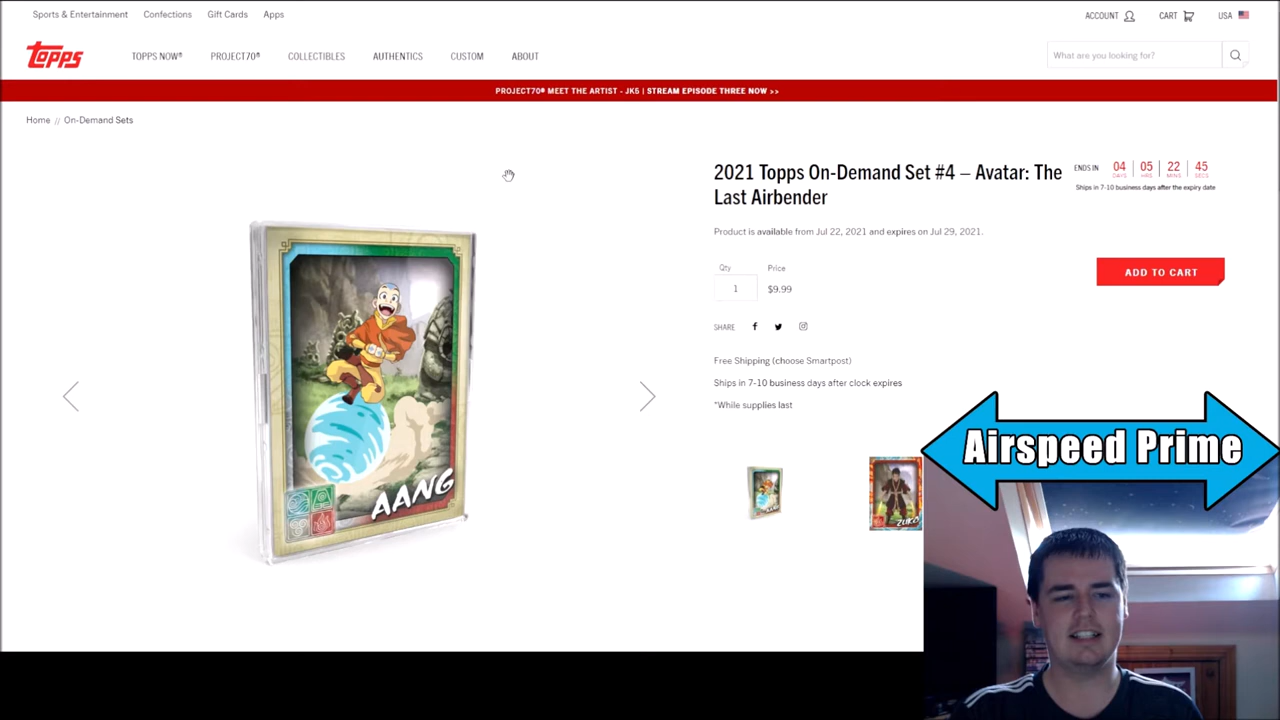 Sports & Entertainment Confections Gift Cards Apps
ACCOUNT CART USA
topps TOPPS NOW® PROJECT70® COLLECTIBLES AUTHENTICS CUSTOM ABOUT What are you looking for?
PROJECT70® MEET THE ARTIST - JK5 | STREAM EPISODE THREE NOW >>
Home // On-Demand Sets
2021 Topps On-Demand Set #4 – Avatar: The
Last Airbender
ENDS IN 04 05 22 45
DAYS HRS MINS SECS
Ships in 7-10 business days after the expiry date
Product is available from Jul 22, 2021 and expires on Jul 29, 2021.
Qty Price
1 $9.99
ADD TO CART
SHARE
Free Shipping (choose Smartpost)
Ships in 7-10 business days after clock expires
*While supplies last
AANG
ZUKO
Airspeed Prime